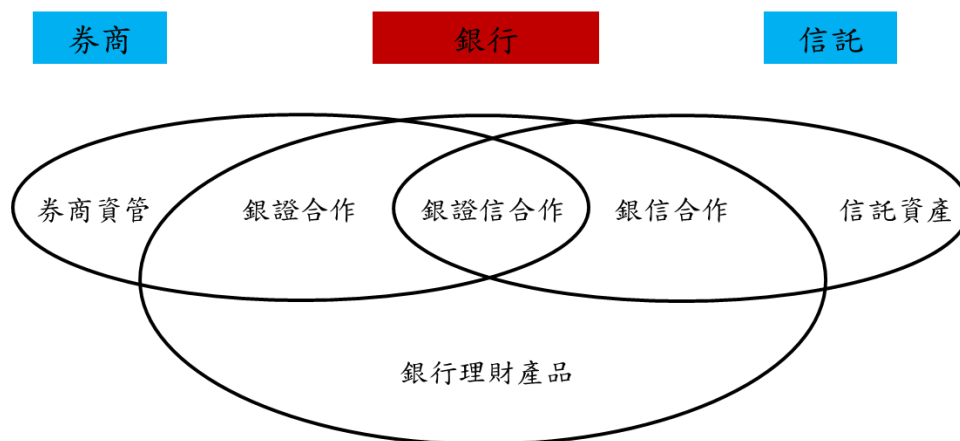 券商 銀行 信託
券商資管 銀證合作 銀證信合作 銀信合作 信託資產
銀行理財產品